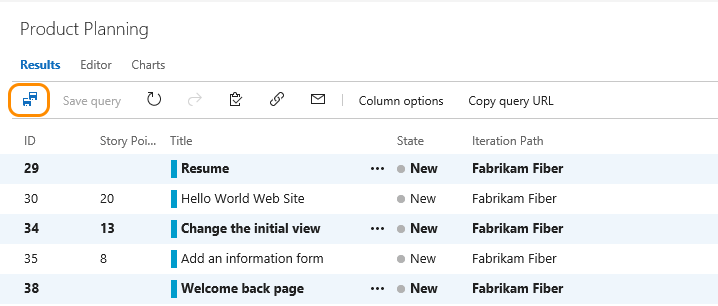 Product Planning
Results Editor Charts
Save query Column options Copy query URL
ID Story Poi... Title State Iteration Path
29 Resume ••• New Fabrikam Fiber
30 20 Hello World Web Site New Fabrikam Fiber
34 13 Change the initial view ••• New Fabrikam Fiber
35 8 Add an information form New Fabrikam Fiber
38 Welcome back page ••• New Fabrikam Fiber